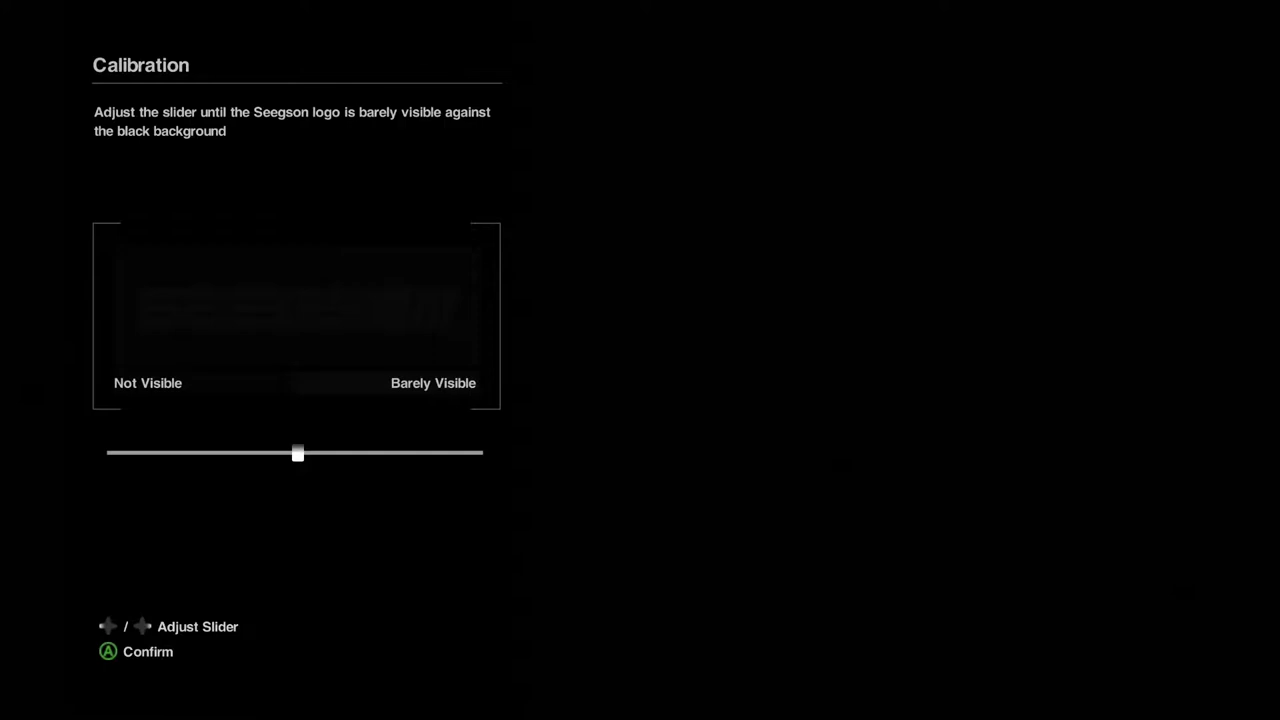 Calibration
Adjust the slider until the Seegson logo is barely visible against
the black background
Not Visible
Barely Visible
/ Adjust Slider
A Confirm